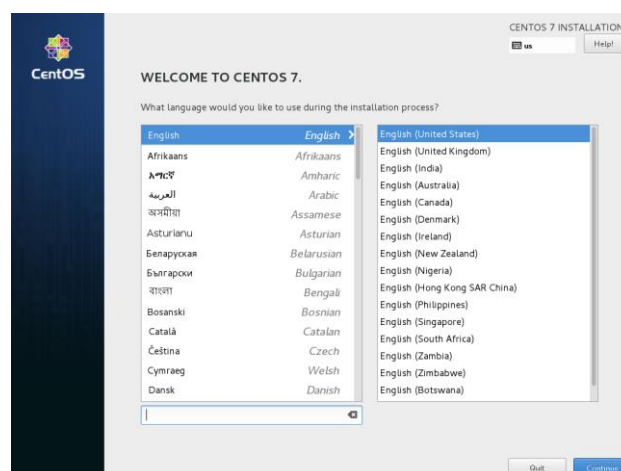 CENTOS 7 INSTALLATION
us
Help!
CentOS
WELCOME TO CENTOS 7.
What language would you like to use during the installation process?
English English
Afrikaans Afrikaans
አማርኛ Amharic
العربية Arabic
অসমীয়া Assamese
Asturianu Asturian
Беларуская Belarusian
Български Bulgarian
বাংলা Bengali
Bosanski Bosnian
Català Catalan
Čeština Czech
Cymraeg Welsh
Dansk Danish
English (United States)
English (United Kingdom)
English (India)
English (Australia)
English (Canada)
English (Denmark)
English (Ireland)
English (New Zealand)
English (Nigeria)
English (Hong Kong SAR China)
English (Philippines)
English (Singapore)
English (South Africa)
English (Zambia)
English (Zimbabwe)
English (Botswana)
Quit
Continue